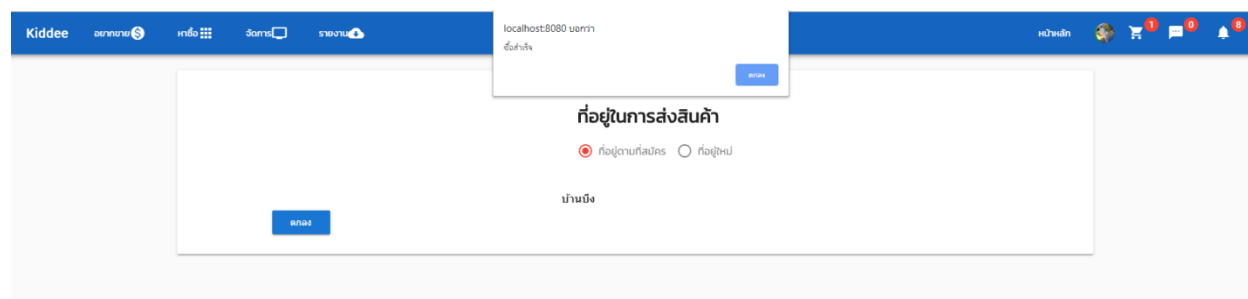 Kiddee อยากขาย หาซื้อ จัดการ รายงาน หน้าหลัก 1 0 8
localhost:8080 บอกว่า
ซื้อสำเร็จ
ตกลง
ที่อยู่ในการส่งสินค้า
ที่อยู่ตามที่สมัคร ที่อยู่ใหม่
บ้านบึง
ตกลง